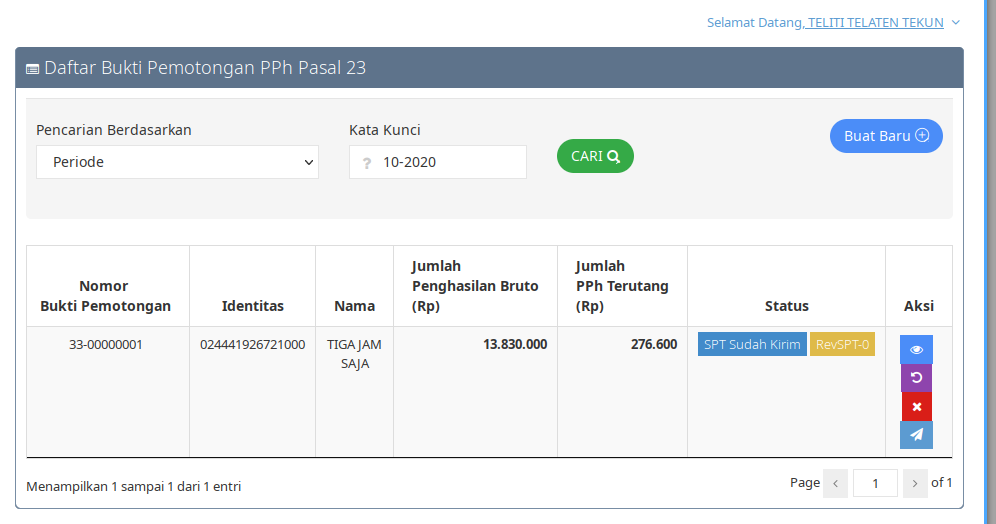 Selamat Datang, TELITI TELATEN TEKUN
Daftar Bukti Pemotongan PPh Pasal 23
Pencarian Berdasarkan
Kata Kunci
Periode
? 10-2020
CARI
Buat Baru
Nomor
Bukti Pemotongan
Identitas
Nama
Jumlah
Penghasilan Bruto
(Rp)
Jumlah
PPh Terutang
(Rp)
Status
Aksi
33-00000001
024441926721000
TIGA JAM
SAJA
13.830.000
276.600
SPT Sudah Kirim
RevSPT-0
Menampilkan 1 sampai 1 dari 1 entri
Page < 1 > of 1